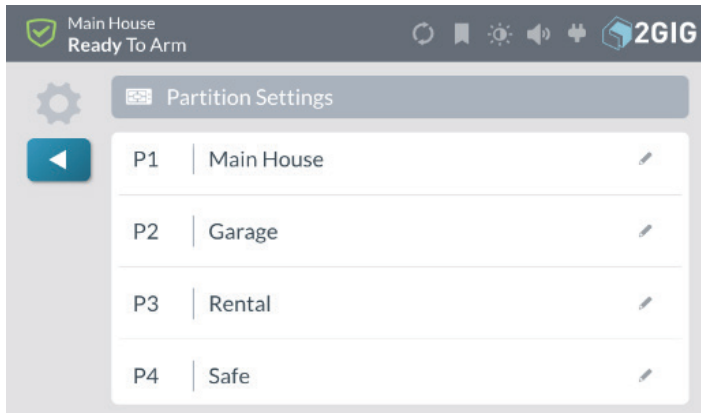 Main House
Ready To Arm
2GIG
Partition Settings
P1 Main House
P2 Garage
P3 Rental
P4 Safe